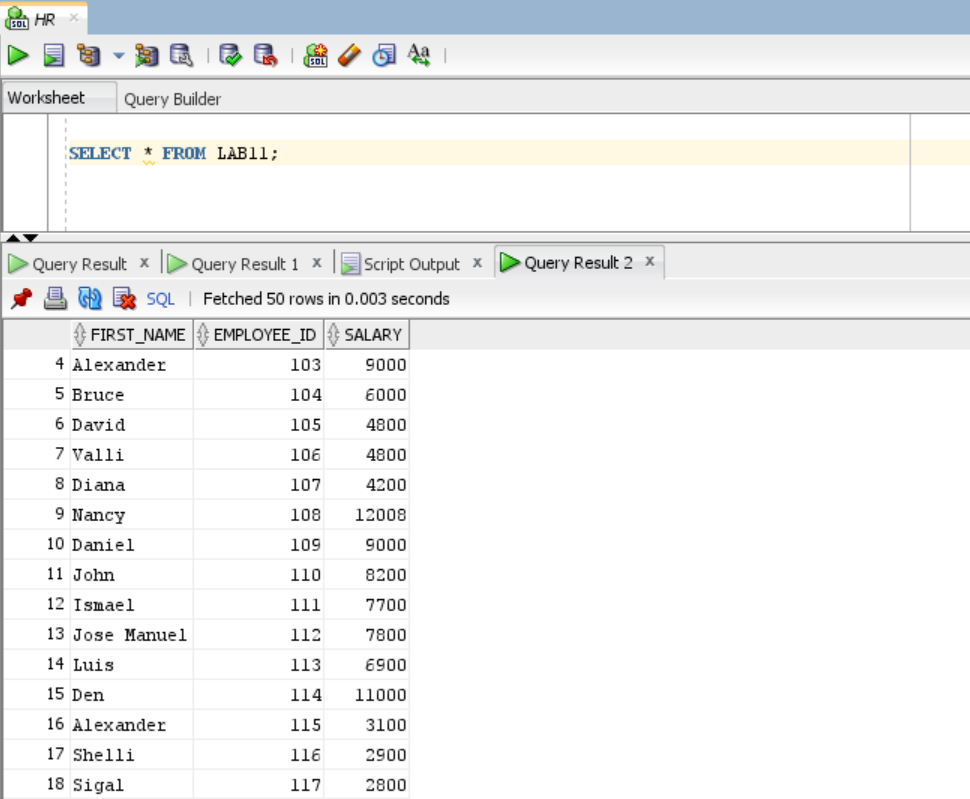 HR
Worksheet Query Builder
SELECT * FROM LAB11;
Query Result x Query Result 1 x Script Output x Query Result 2 x
SQL | Fetched 50 rows in 0.003 seconds
FIRST_NAME EMPLOYEE_ID SALARY
4 Alexander 103 9000
5 Bruce 104 6000
6 David 105 4800
7 Valli 106 4800
8 Diana 107 4200
9 Nancy 108 12008
10 Daniel 109 9000
11 John 110 8200
12 Ismael 111 7700
13 Jose Manuel 112 7800
14 Luis 113 6900
15 Den 114 11000
16 Alexander 115 3100
17 Shelli 116 2900
18 Sigal 117 2800